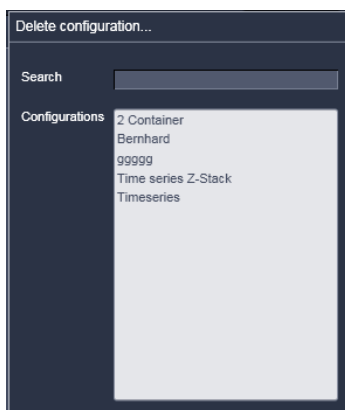 Delete configuration...
Search
Configurations
2 Container
Bernhard
ggggg
Time series Z-Stack
Timeseries